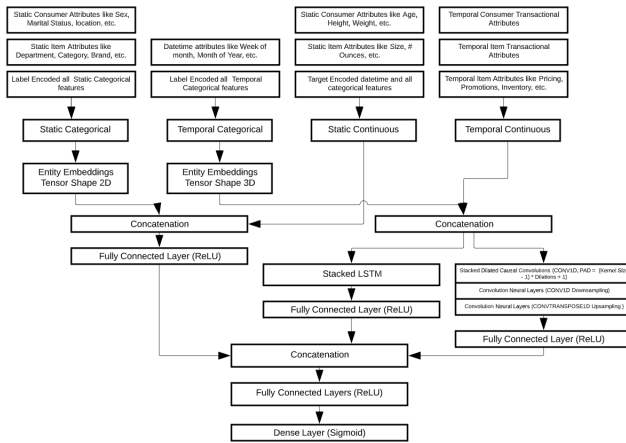 Static Consumer Attributes like Sex,
Marital Status, location, etc.
Static Item Attributes like
Department, Category, Brand, etc.
Label Encoded all  Static Categorical
features
Datetime attributes like Week of
month, Month of Year, etc.
Label Encoded all  Temporal
Categorical features
Static Consumer Attributes like Age,
Height, Weight, etc.
Static Item Attributes like Size, #
Ounces, etc.
Target Encoded datetime and all
categorical features
Temporal Consumer Transactional
Attributes
Temporal Item Transactional
Attributes
Temporal Item Attributes like Pricing,
Promotions, Inventory, etc.
Static Categorical
Temporal Categorical
Static Continuous
Temporal Continuous
Entity Embeddings
Tensor Shape 2D
Entity Embeddings
Tensor Shape 3D
Concatenation
Concatenation
Fully Connected Layer (ReLU)
Stacked LSTM
Stacked Dilated Causal Convolutions (CONV1D, PAD =  (Kernel Size
- 1) * Dilations + 1)
Convolution Neural Layers (CONV1D Downsampling)
Convolution Neural Layers (CONVTRANSPOSE1D Upsampling )
Fully Connected Layer (ReLU)
Fully Connected Layer (ReLU)
Concatenation
Fully Connected Layers (ReLU)
Dense Layer (Sigmoid)